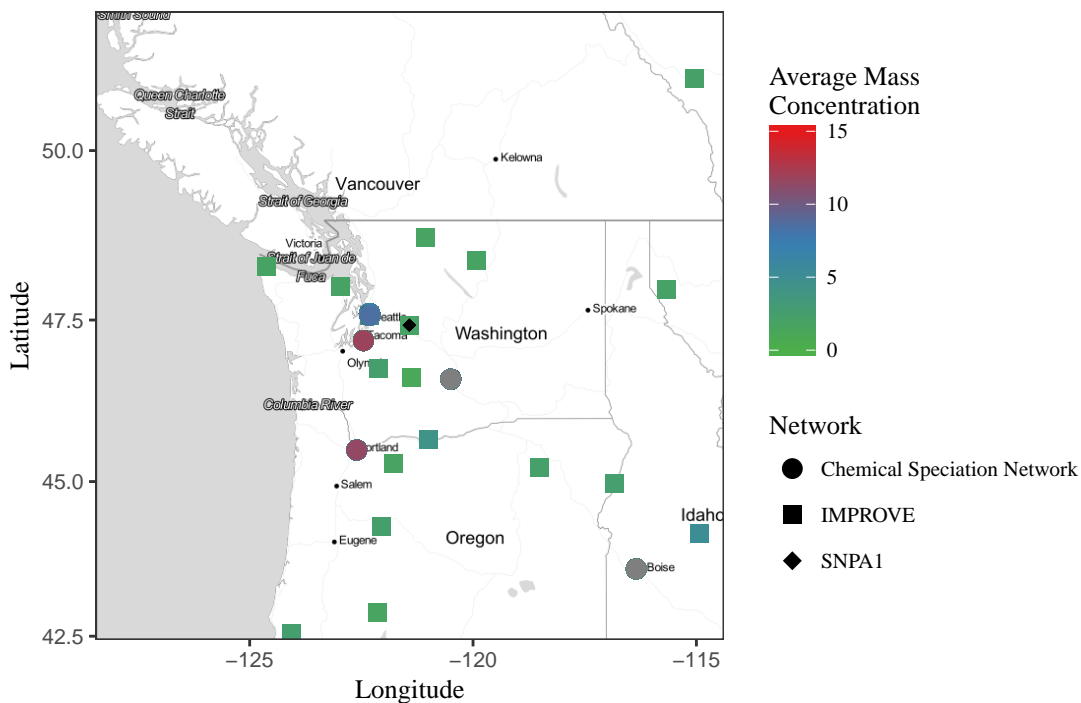 Smith Sound
Queen Charlotte
Strait
Kelowna
Vancouver
Strait of Georgia
Victoria
Strait of Juan de
Fuca
Seattle
Spokane
Washington
Tacoma
Columbia River
Salem
Oregon
Idaho
Eugene
Boise
50.0
47.5
45.0
42.5
Latitude
−125
−120
−115
Longitude
Average Mass
Concentration
15
10
5
0
Network
Chemical Speciation Network
IMPROVE
SNPA1